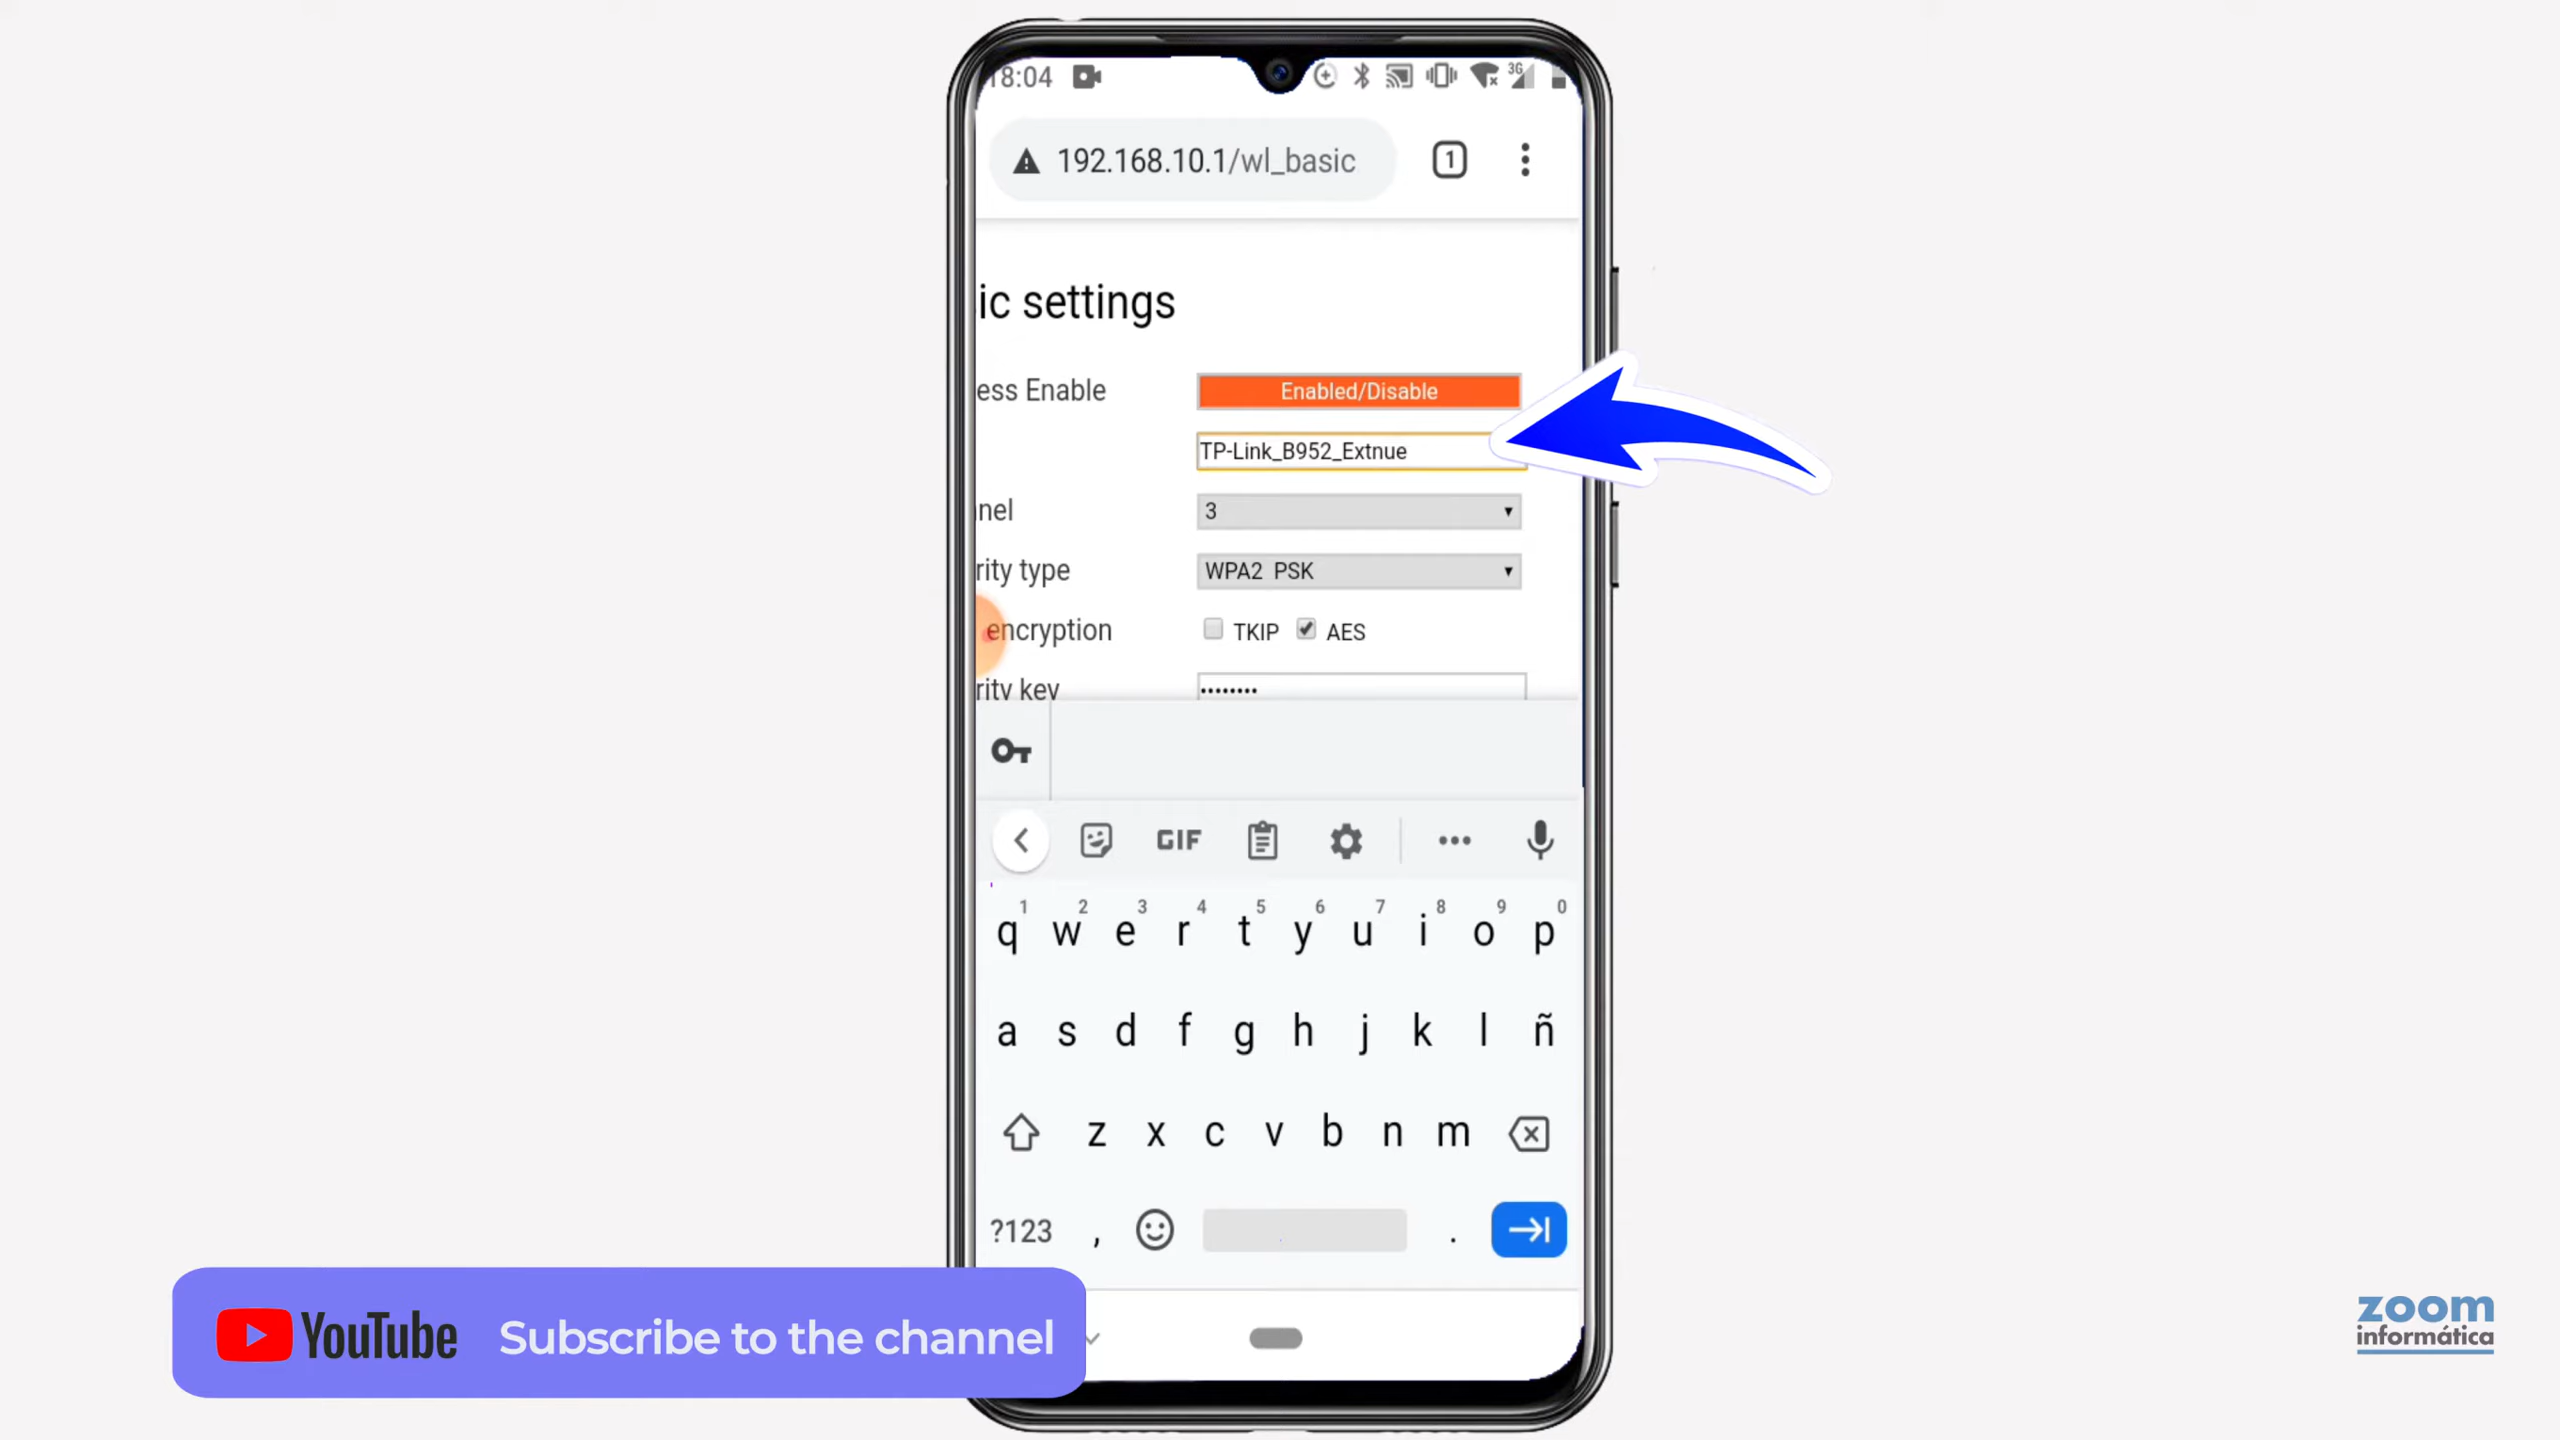 18:04
3G
192.168.10.1/wl_basic
1
ic settings
ess Enable
Enabled/Disable
TP-Link_B952_Extnue
nel
3
rity type
WPA2 PSK
encryption
TKIP
AES
rity key
••••••••
GIF
1 2 3 4 5 6 7 8 9 0
q w e r t y u i o p
a s d f g h j k l ñ
z x c v b n m
?123 , .
YouTube Subscribe to the channel
zoom
informática